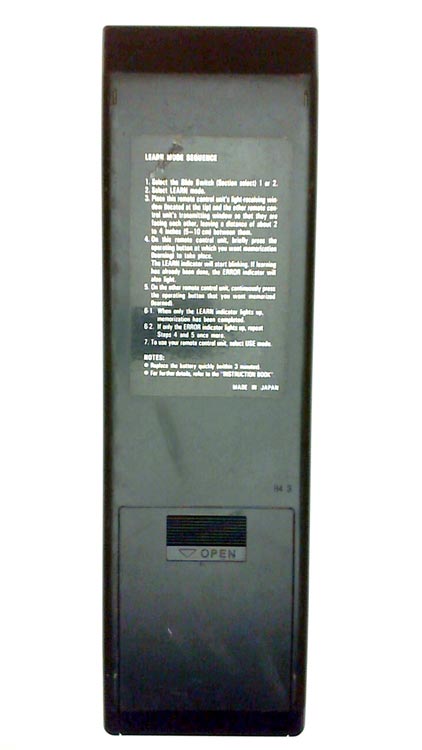 LEARN MODE SEQUENCE
1. Select the Slide Switch (Section select) 1 or 2.
2. Select LEARN mode.
3. Place this remote control unit's light-receiving win-
dow (located at the tip) and the other remote con-
trol unit's transmitting window so that they are
facing each other, leaving a distance of about 2
to 4 inches (5—10 cm) between them.
4. On this remote control unit, briefly press the
operating button at which you want memorization
(learning) to take place.
The LEARN indicator will start blinking. If learning
has already been done, the ERROR indicator will
also light.
5. On the other remote control unit, continuously press
the operating button that you want memorized
(learned).
6 1. When only the LEARN indicator lights up,
memorization has been completed.
6 2. If only the ERROR indicator lights up, repeat
Steps 4 and 5 once more.
7. To use your remote control unit, select USE mode.
NOTES:
● Replace the battery quickly (within 3 minutes).
● For further details, refer to the "INSTRUCTION BOOK"
MADE IN JAPAN
H4 3
OPEN